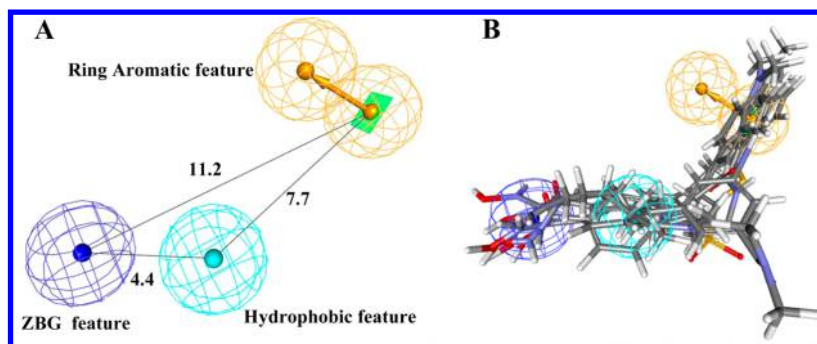 A
B
Ring Aromatic feature
11.2
7.7
4.4
Hydrophobic feature
ZBG feature